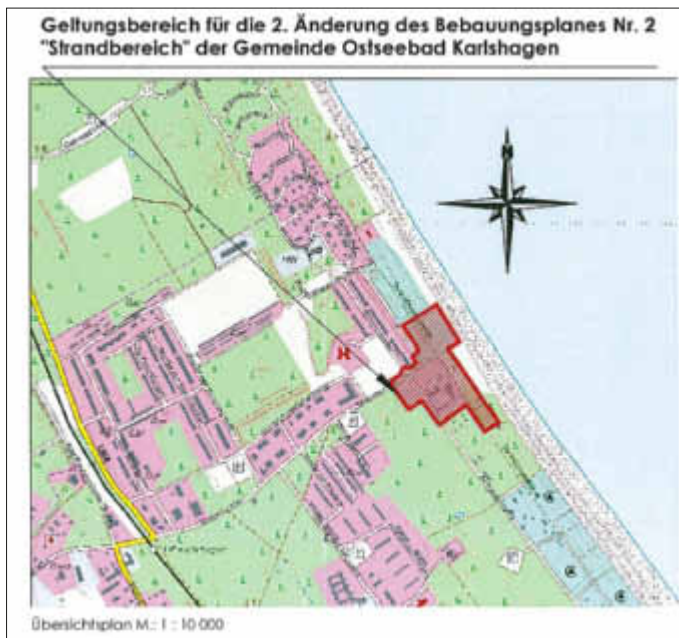 Geltungsbereich für die 2. Änderung des Bebauungsplanes Nr. 2
"Strandbereich" der Gemeinde Ostseebad Karlshagen
N
Übersichtsplan M.: 1 : 10 000